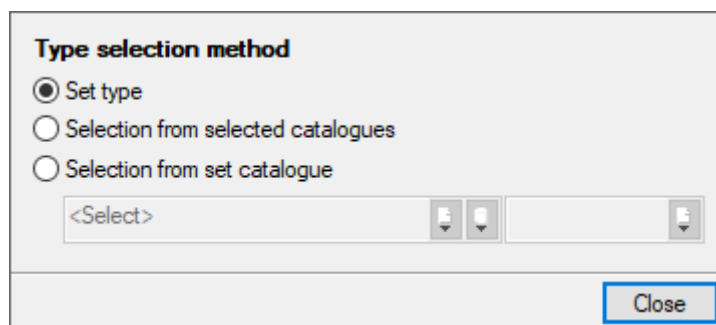 Type selection method
Set type
Selection from selected catalogues
Selection from set catalogue
<Select>
Close